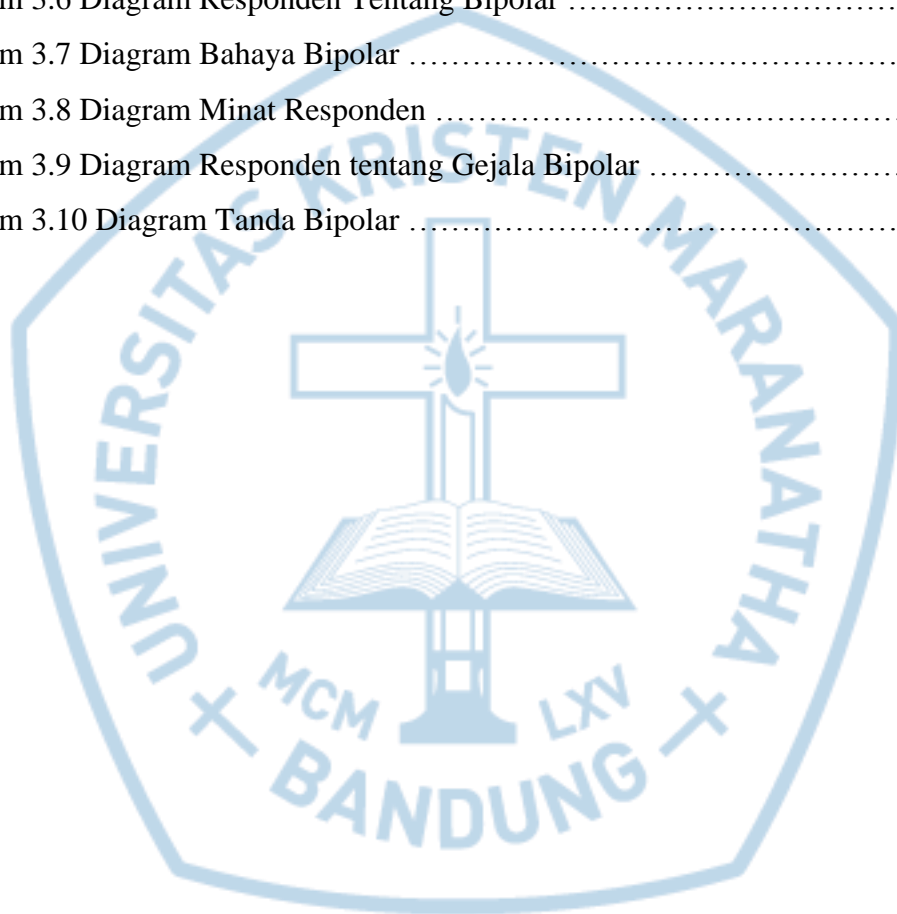 m 3.6 Diagram Responden Tentang Bipolar ……………………………
m 3.7 Diagram Bahaya Bipolar ………………………………………
m 3.8 Diagram Minat Responden ……………………………………
m 3.9 Diagram Responden tentang Gejala Bipolar ……………………
m 3.10 Diagram Tanda Bipolar ………………………………………
UNIVERSITAS KRISTEN MARANATHA
MCM LXV
BANDUNG